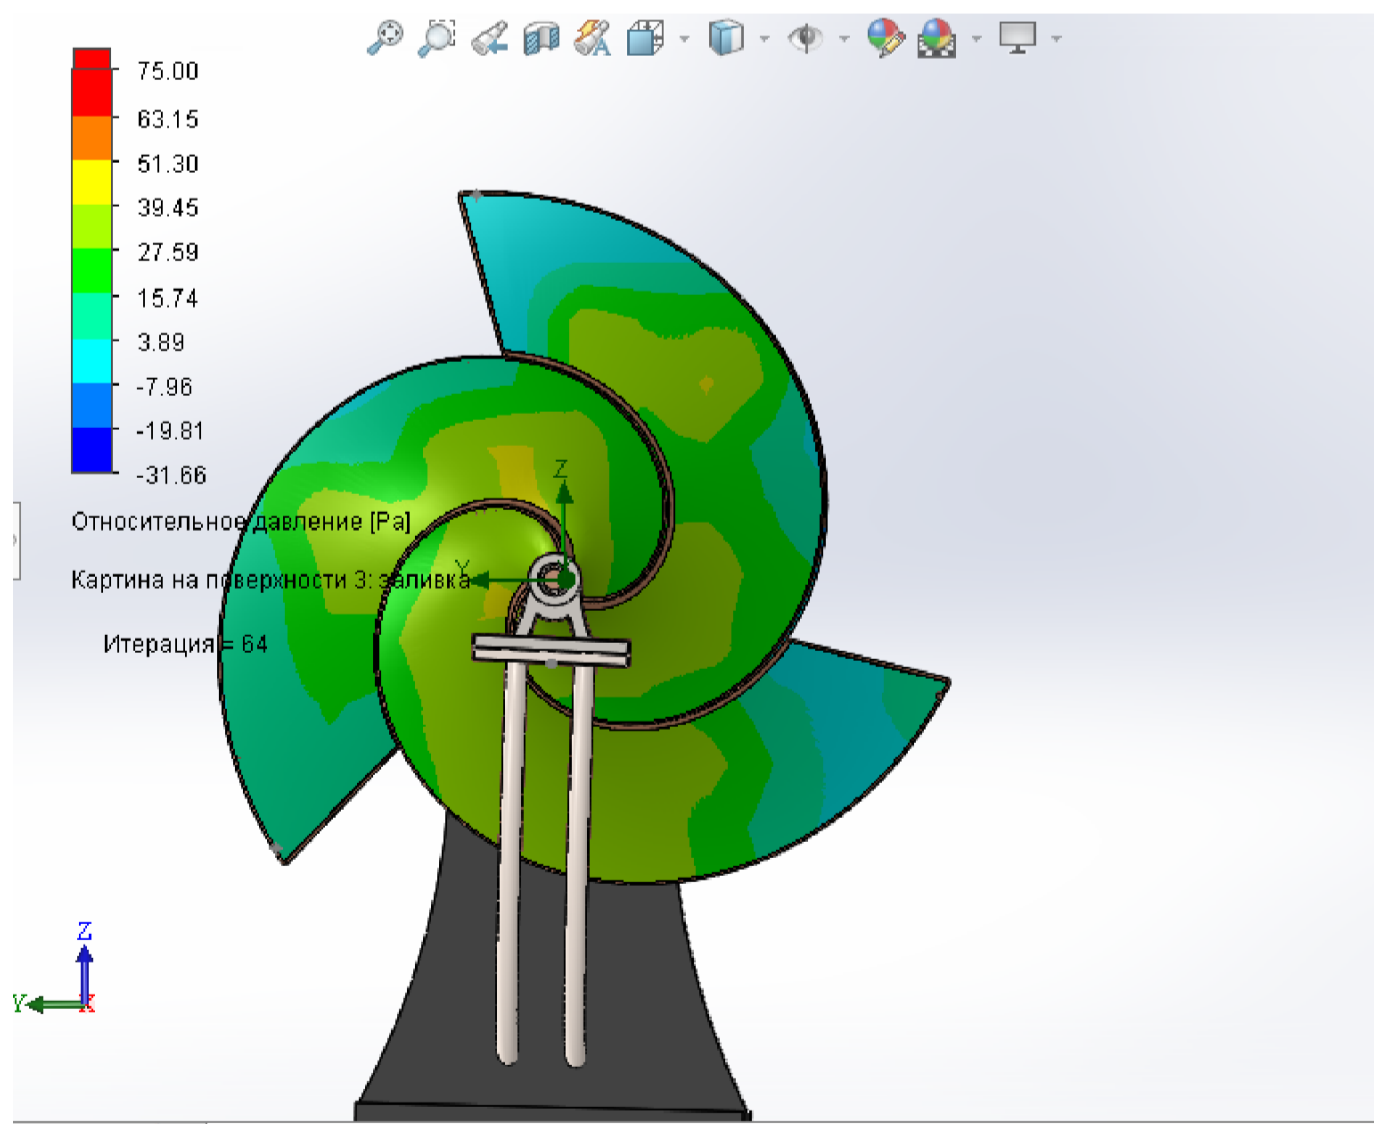 75.00
63.15
51.30
39.45
27.59
15.74
3.89
-7.96
-19.81
-31.66
Относительное давление [Pa]
Картина на поверхности 3: заливка
Итерация = 64
Z
Y
Z
Y
X